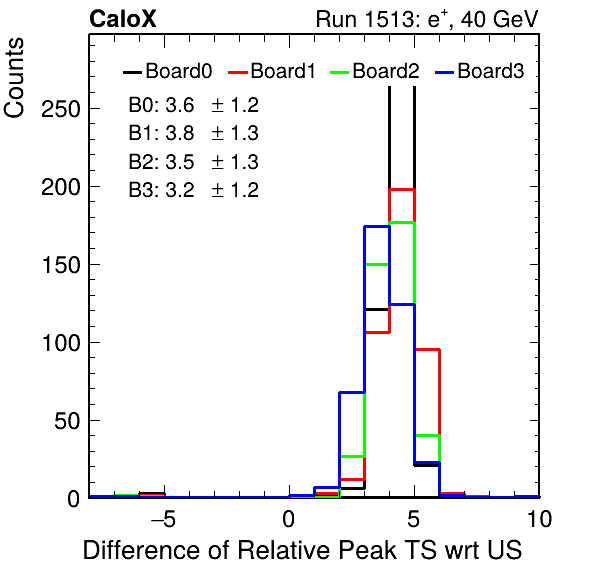 CaloX Run 1513: e⁺, 40 GeV
Counts
Board0 Board1 Board2 Board3
B0: 3.6 ± 1.2
B1: 3.8 ± 1.3
B2: 3.5 ± 1.3
B3: 3.2 ± 1.2
250
200
150
100
50
0
−5 0 5 10
Difference of Relative Peak TS wrt US